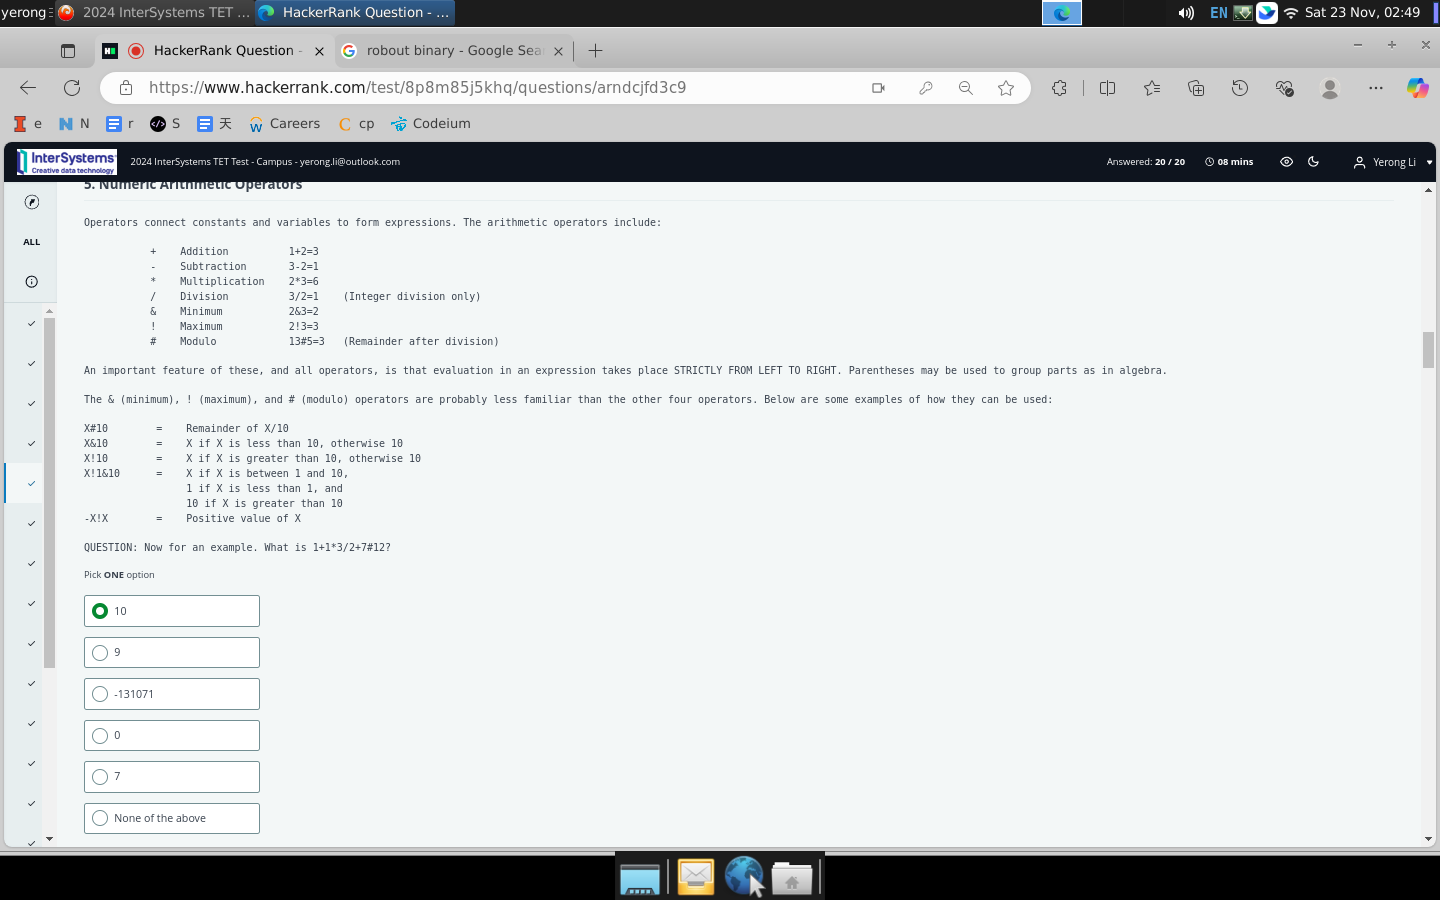 yerong
2024 InterSystems TET ...
HackerRank Question - ...
EN
Sat 23 Nov, 02:49
HackerRank Question -
robout binary - Google Sea
https://www.hackerrank.com/test/8p8m85j5khq/questions/arndcjfd3c9
e
N
r
S
天
Careers
cp
Codeium
InterSystems
Creative data technology
2024 InterSystems TET Test - Campus - yerong.li@outlook.com
Answered: 20 / 20
08 mins
Yerong Li
ALL
5. Numeric Arithmetic Operators
Operators connect constants and variables to form expressions. The arithmetic operators include:
+ Addition 1+2=3
- Subtraction 3-2=1
* Multiplication 2*3=6
/ Division 3/2=1 (Integer division only)
& Minimum 2&3=2
! Maximum 2!3=3
# Modulo 13#5=3 (Remainder after division)
An important feature of these, and all operators, is that evaluation in an expression takes place STRICTLY FROM LEFT TO RIGHT. Parentheses may be used to group parts as in algebra.
The & (minimum), ! (maximum), and # (modulo) operators are probably less familiar than the other four operators. Below are some examples of how they can be used:
X#10 = Remainder of X/10
X&10 = X if X is less than 10, otherwise 10
X!10 = X if X is greater than 10, otherwise 10
X!1&10 = X if X is between 1 and 10,
1 if X is less than 1, and
10 if X is greater than 10
-X!X = Positive value of X
QUESTION: Now for an example. What is 1+1*3/2+7#12?
Pick ONE option
10
9
-131071
0
7
None of the above